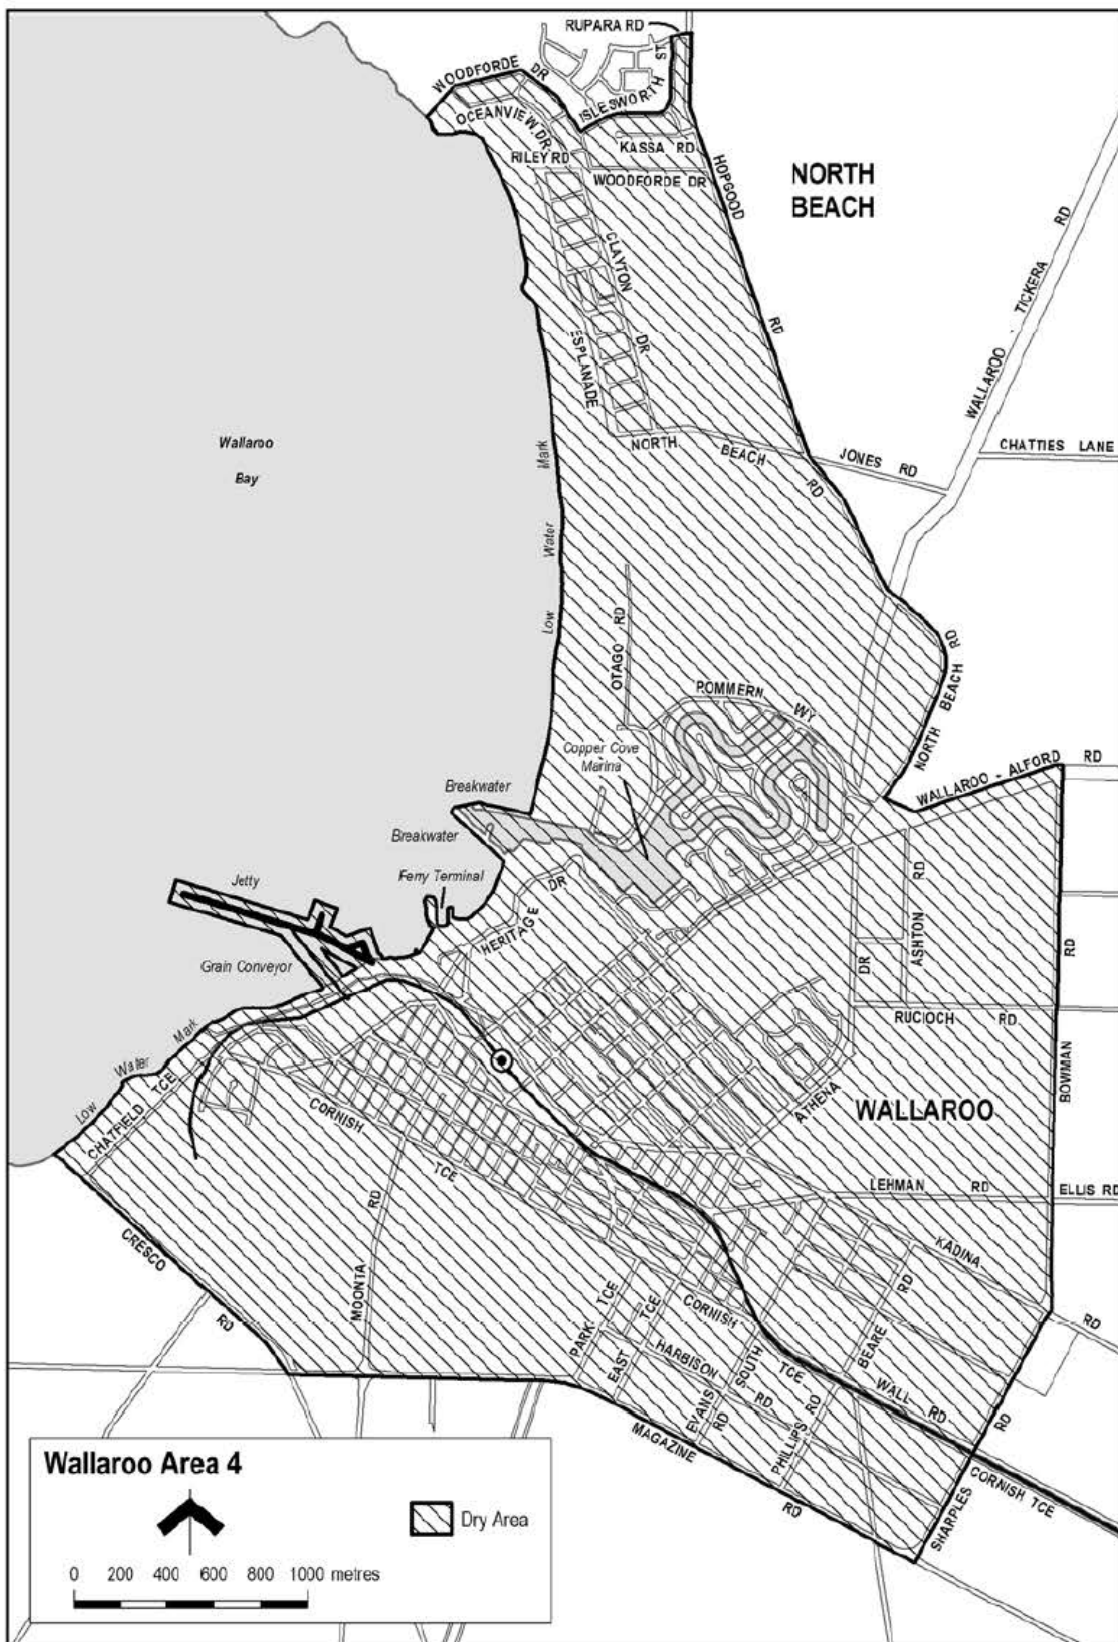 RUPARA RD
WOODFORDE DR
ISLESWORTH ST
OCEANVIEW DR
KASSA RD
RILEY RD
WOODFORDE DR
HOPGOOD RD
NORTH
BEACH
CLAYTON DR
ESPLANADE
WALLAROO - TICKERA RD
NORTH BEACH RD
JONES RD
CHATTIES LANE
Wallaroo
Bay
Low Water Mark
OTAGO RD
POMMERN WY
NORTH BEACH RD
Copper Cove
Marina
WALLAROO - ALFORD RD
Breakwater
Breakwater
Jetty
Ferry Terminal
HERITAGE DR
ASHTON RD
Grain Conveyor
RUCIOCH RD
BOWMAN RD
Low Water Mark
CHATFIELD TCE
CORNISH TCE
ATHENA DR
WALLAROO
LEHMAN RD
ELLIS RD
KADINA RD
CRESCO RD
MOONTA RD
PARK TCE
EAST TCE
CORNISH TCE
HARBISON RD
SOUTH TCE
EVANS RD
BEARE RD
WALL RD
PHILLIPS RD
MAGAZINE RD
SHARPLES RD
CORNISH TCE
Wallaroo Area 4
Dry Area
0 200 400 600 800 1000 metres